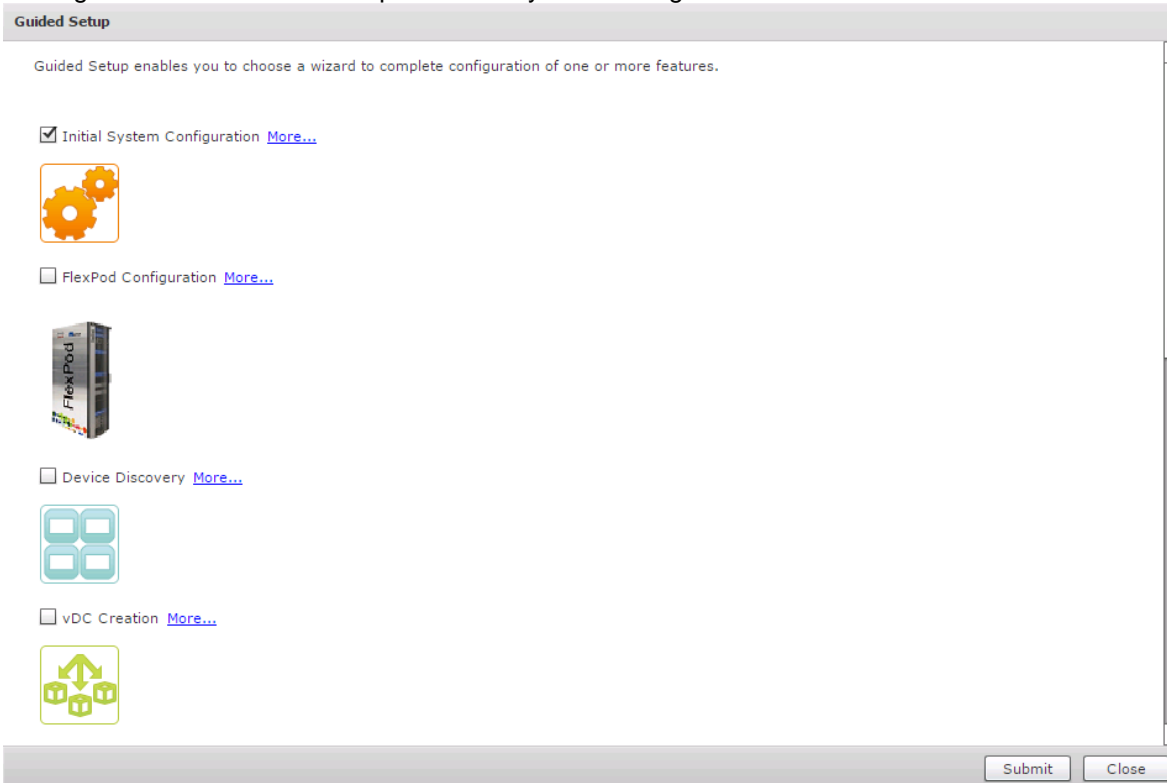 Guided Setup
Guided Setup enables you to choose a wizard to complete configuration of one or more features.
Initial System Configuration More...
FlexPod Configuration More...
FlexPod
Device Discovery More...
vDC Creation More...
Submit Close